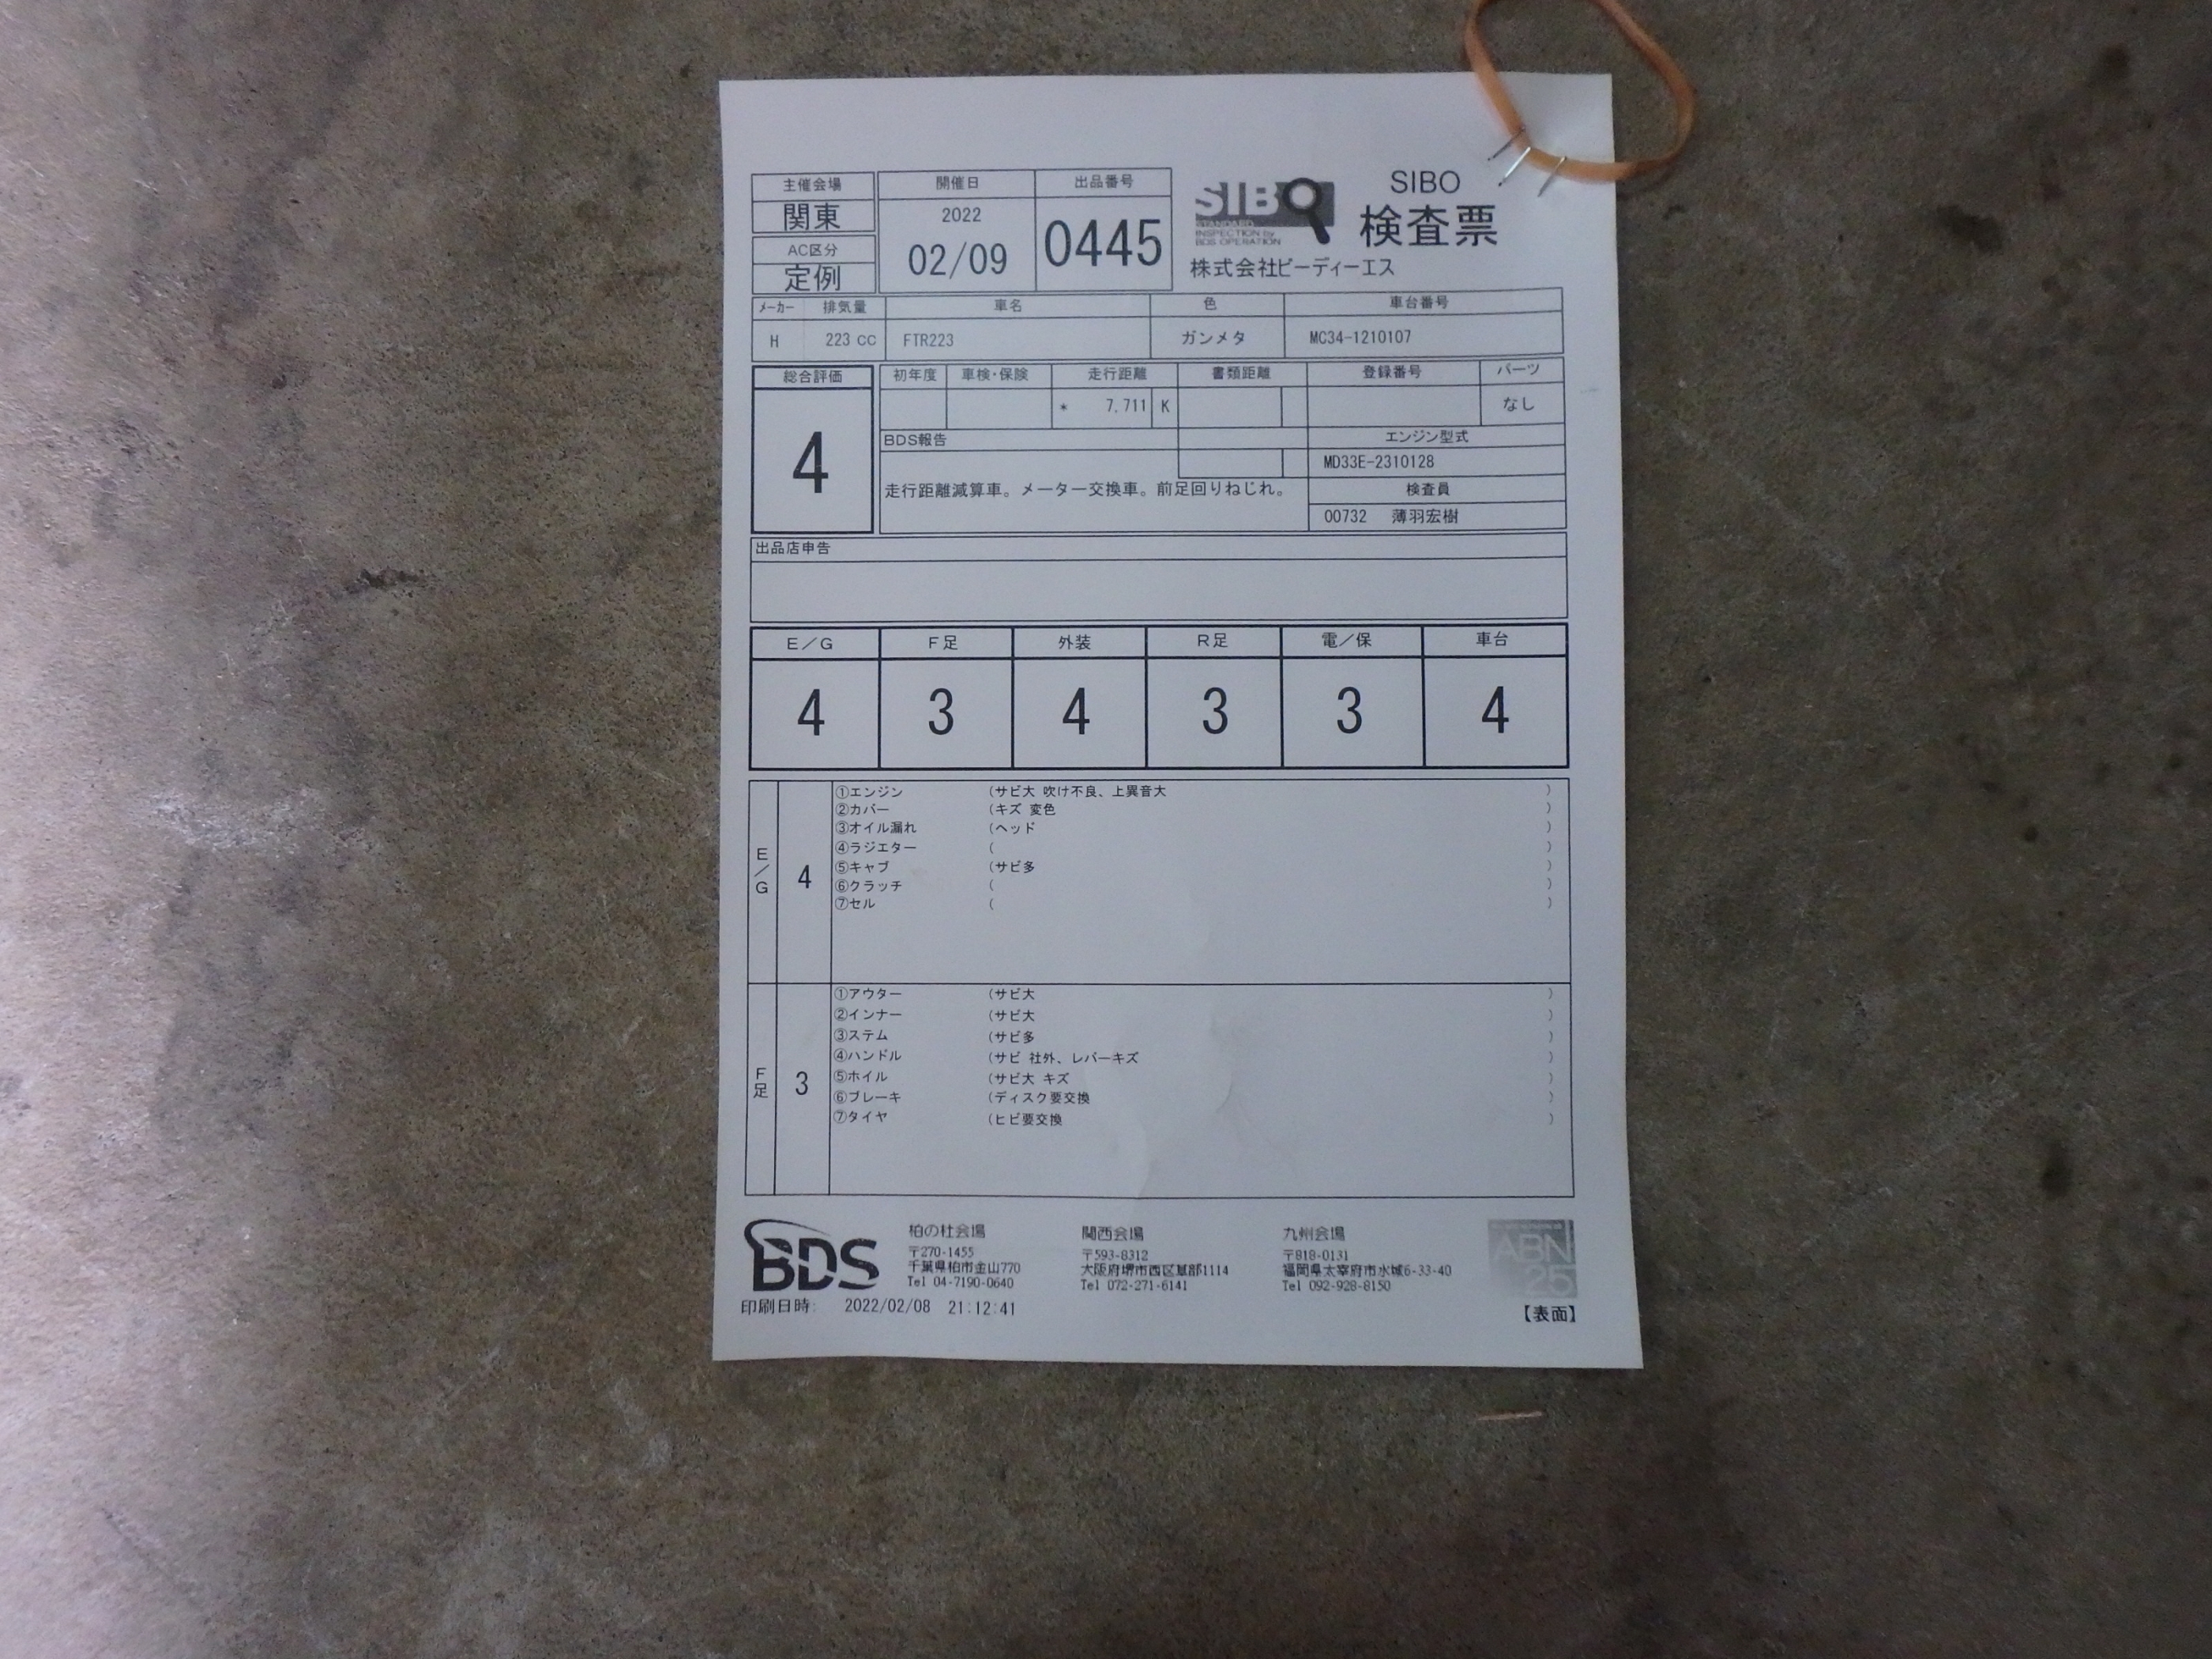 主催会場
関東
AC区分
定例
開催日
2022
02/09
出品番号
0445
SIBO
STANDARD
INSPECTION by
BDS OPERATION
SIBO
検査票
株式会社ビーディーエス
メーカー 排気量 車名 色 車台番号
H 223 cc FTR223 ガンメタ MC34-1210107
総合評価
4
初年度 車検・保険 走行距離 書類距離 登録番号 パーツ
* 7,711 K なし
BDS報告
走行距離減算車。メーター交換車。前足回りねじれ。
エンジン型式
MD33E-2310128
検査員
00732 薄羽宏樹
出品店申告
E/G F足 外装 R足 電/保 車台
4 3 4 3 3 4
E/G 4
①エンジン (サビ大 吹け不良、上異音大 )
②カバー (キズ 変色 )
③オイル漏れ (ヘッド )
④ラジエター ( )
⑤キャブ (サビ多 )
⑥クラッチ ( )
⑦セル ( )
F足 3
①アウター (サビ大 )
②インナー (サビ大 )
③ステム (サビ多 )
④ハンドル (サビ 社外、レバーキズ )
⑤ホイル (サビ大 キズ )
⑥ブレーキ (ディスク要交換 )
⑦タイヤ (ヒビ要交換 )
BDS
柏の杜会場
〒270-1455
千葉県柏市金山770
Tel 04-7190-0640
関西会場
〒593-8312
大阪府堺市西区草部1114
Tel 072-271-6141
九州会場
〒818-0131
福岡県太宰府市水城6-33-40
Tel 092-928-8150
ABN
25
印刷日時: 2022/02/08 21:12:41
【表面】